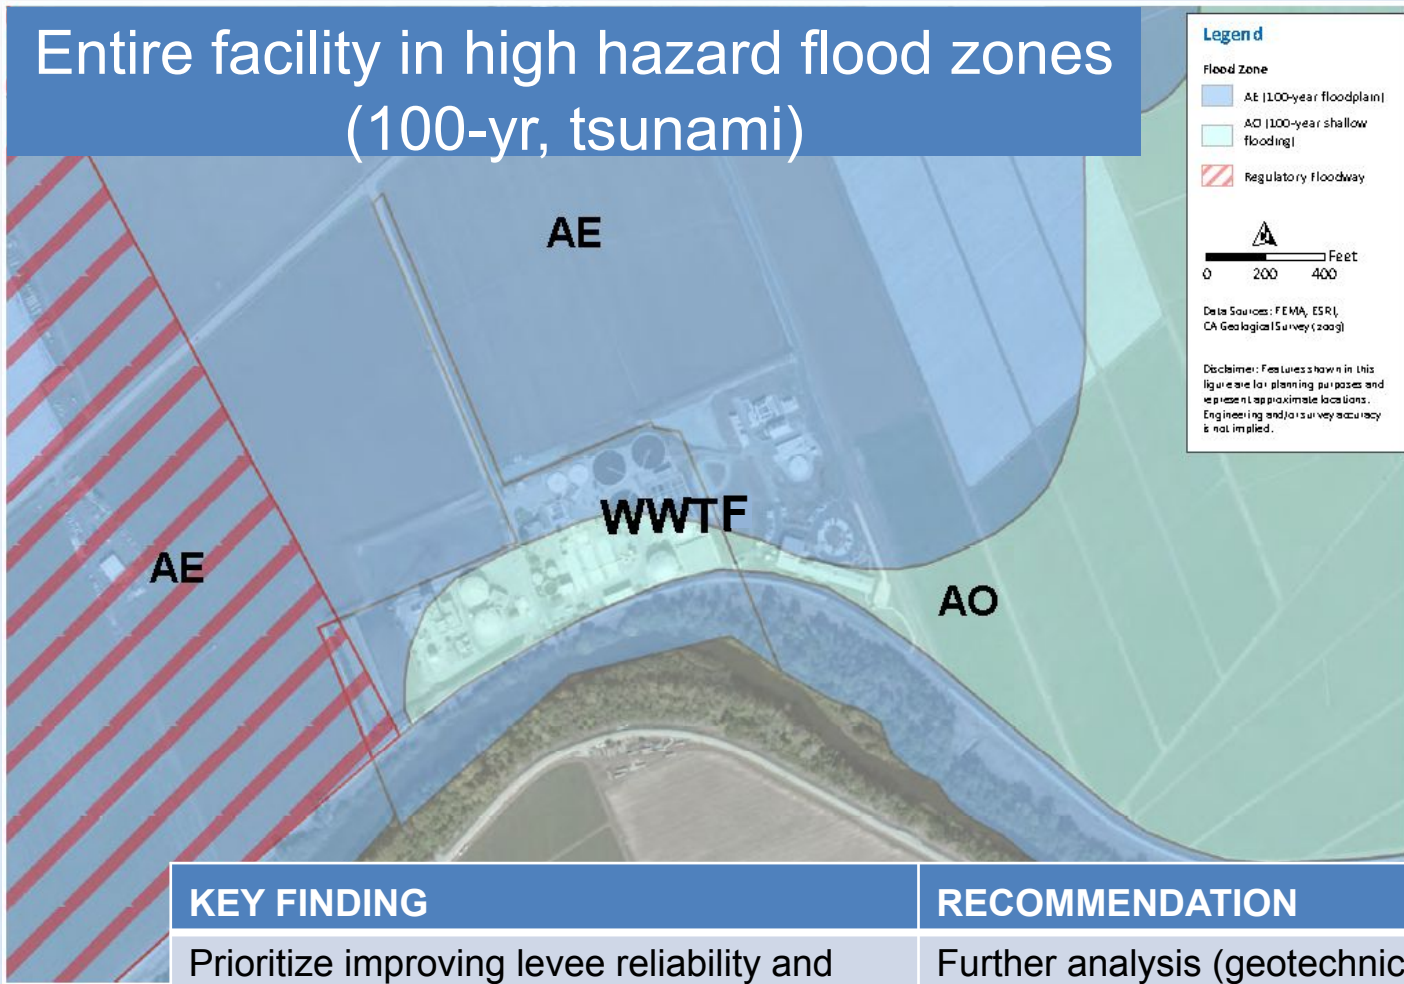 Entire facility in high hazard flood zones
(100-yr, tsunami)
Legend
Flood Zone
AE (100-year floodplain)
AO (100-year shallow
flooding)
Regulatory Floodway
Feet
0 200 400
Data Sources: FEMA, ESRI,
CA Geological Survey (2009)
Disclaimer: Features shown in this
figure are for planning purposes and
represent approximate locations.
Engineering and/or survey accuracy
is not implied.
AE
WWTF
AE
AO
KEY FINDING
RECOMMENDATION
Prioritize improving levee reliability and
Further analysis (geotechnic